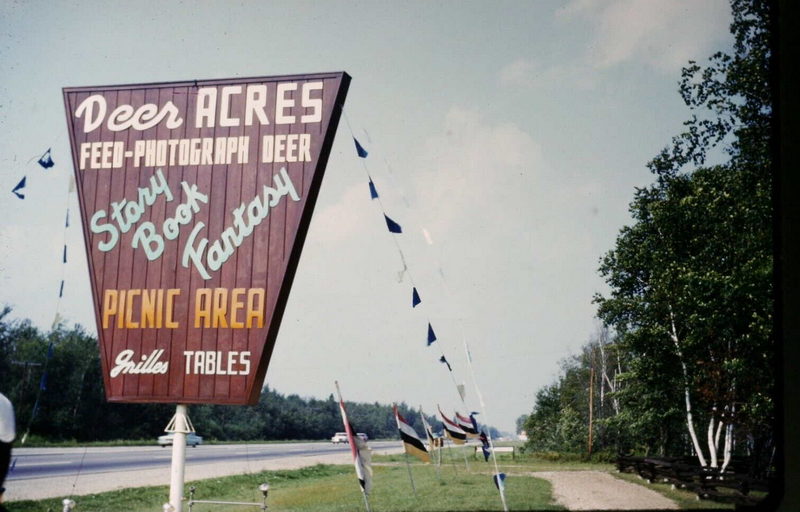 Deer ACRES
FEED-PHOTOGRAPH DEER
Story
Book
Fantasy
PICNIC AREA
Grilles TABLES